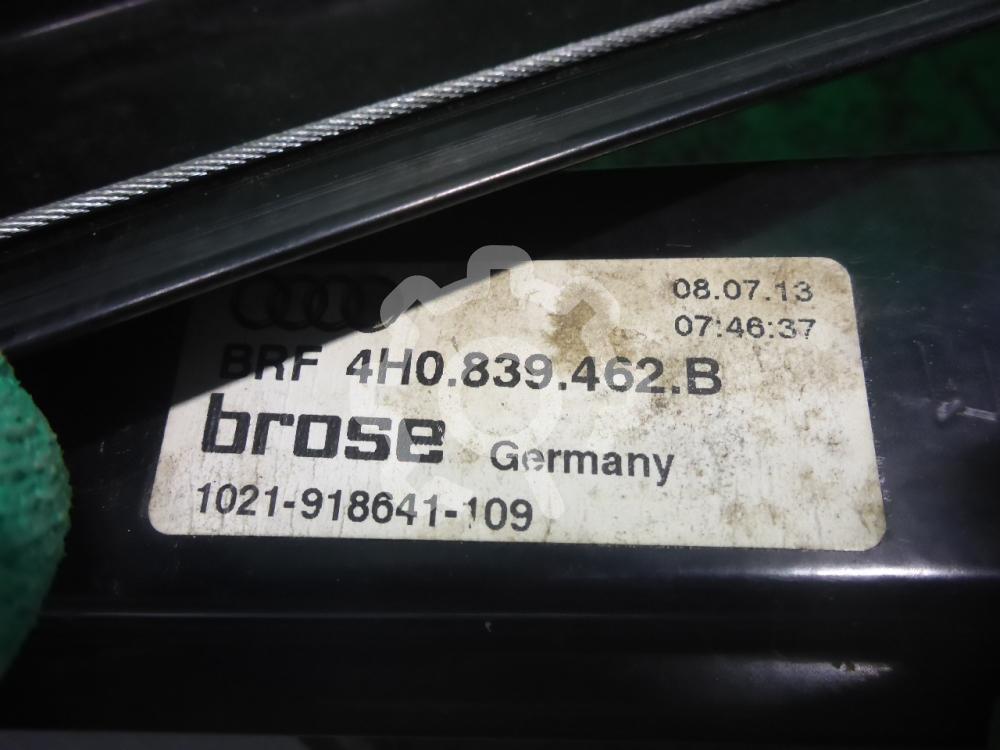 08.07.13
07:46:37
BRF 4H0.839.462.B
brose Germany
1021-918641-109